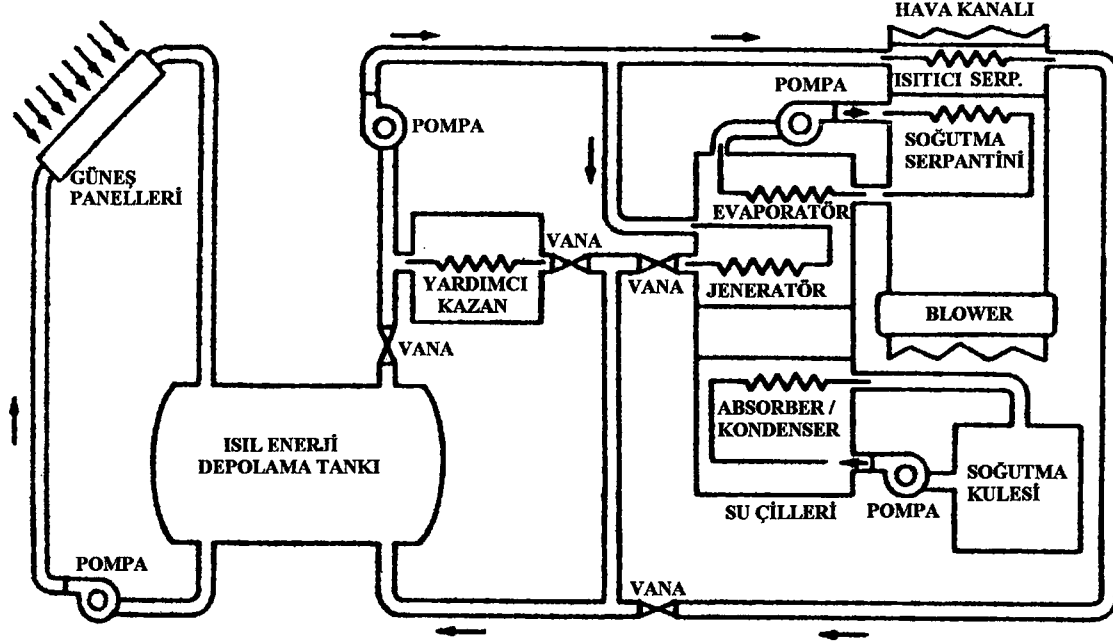 HAVA KANALI
ISITICI SERP.
POMPA
POMPA
SOĞUTMA
SERPANTİNİ
GÜNEŞ
PANELLERİ
EVAPORATÖR
VANA
VANA
YARDIMCI
KAZAN
JENERATÖR
BLOWER
VANA
ABSORBER /
KONDENSER
ISIL ENERJİ
DEPOLAMA TANKI
SOĞUTMA
KULESİ
SU ÇİLLERİ
POMPA
POMPA
VANA